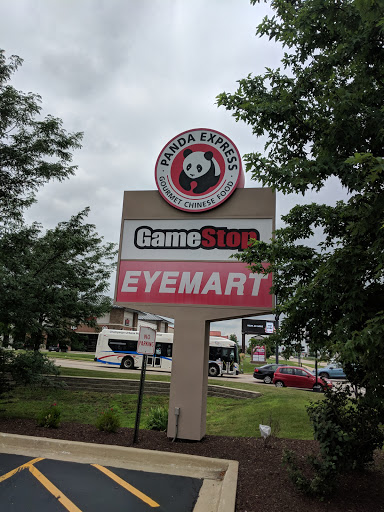 PANDA EXPRESS
GOURMET CHINESE FOOD
GameStop
EYEMART
NO
PARKING